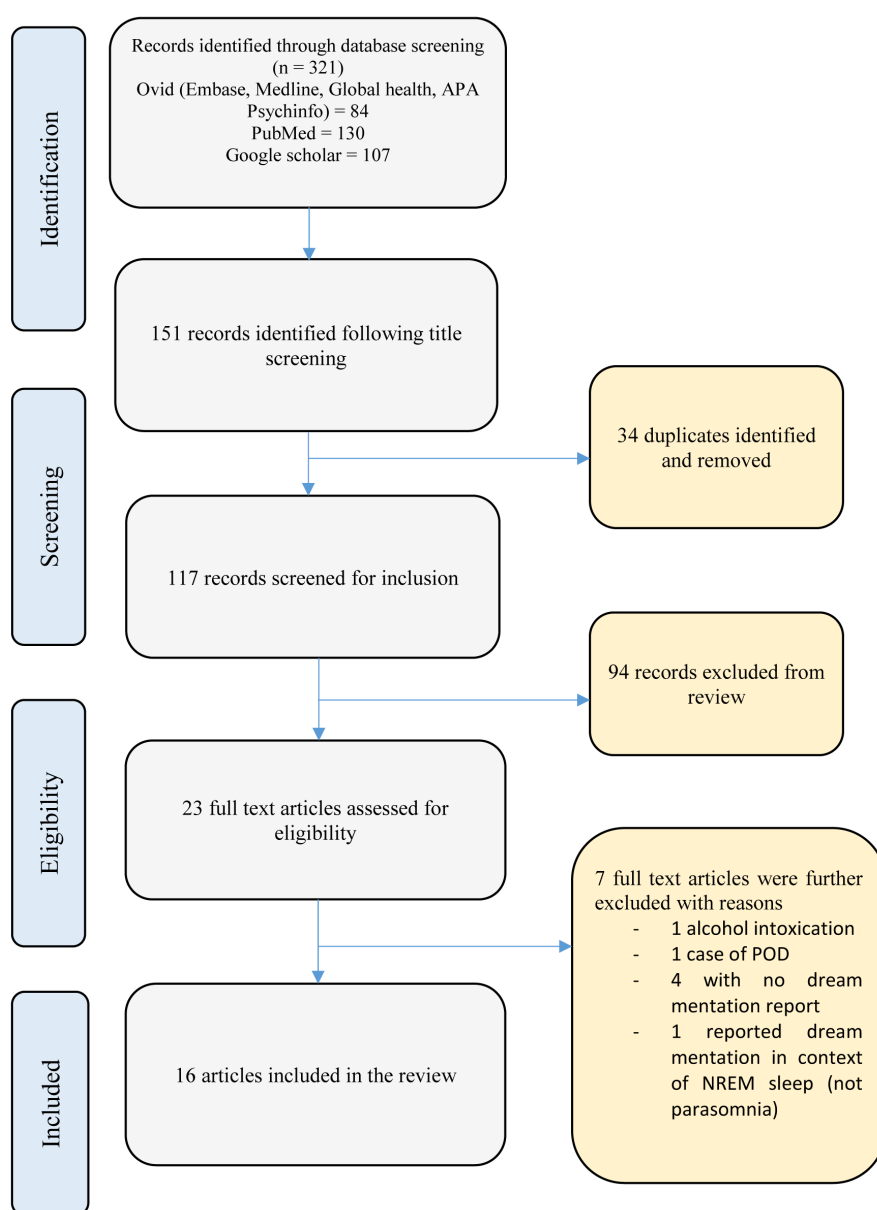 Identification
Records identified through database screening
(n = 321)
Ovid (Embase, Medline, Global health, APA
Psychinfo) = 84
PubMed = 130
Google scholar = 107
151 records identified following title
screening
Screening
34 duplicates identified
and removed
117 records screened for inclusion
94 records excluded from
review
Eligibility
23 full text articles assessed for
eligibility
7 full text articles were further
excluded with reasons
- 1 alcohol intoxication
- 1 case of POD
- 4 with no dream
mentation report
- 1 reported dream
mentation in context
of NREM sleep (not
parasomnia)
Included
16 articles included in the review